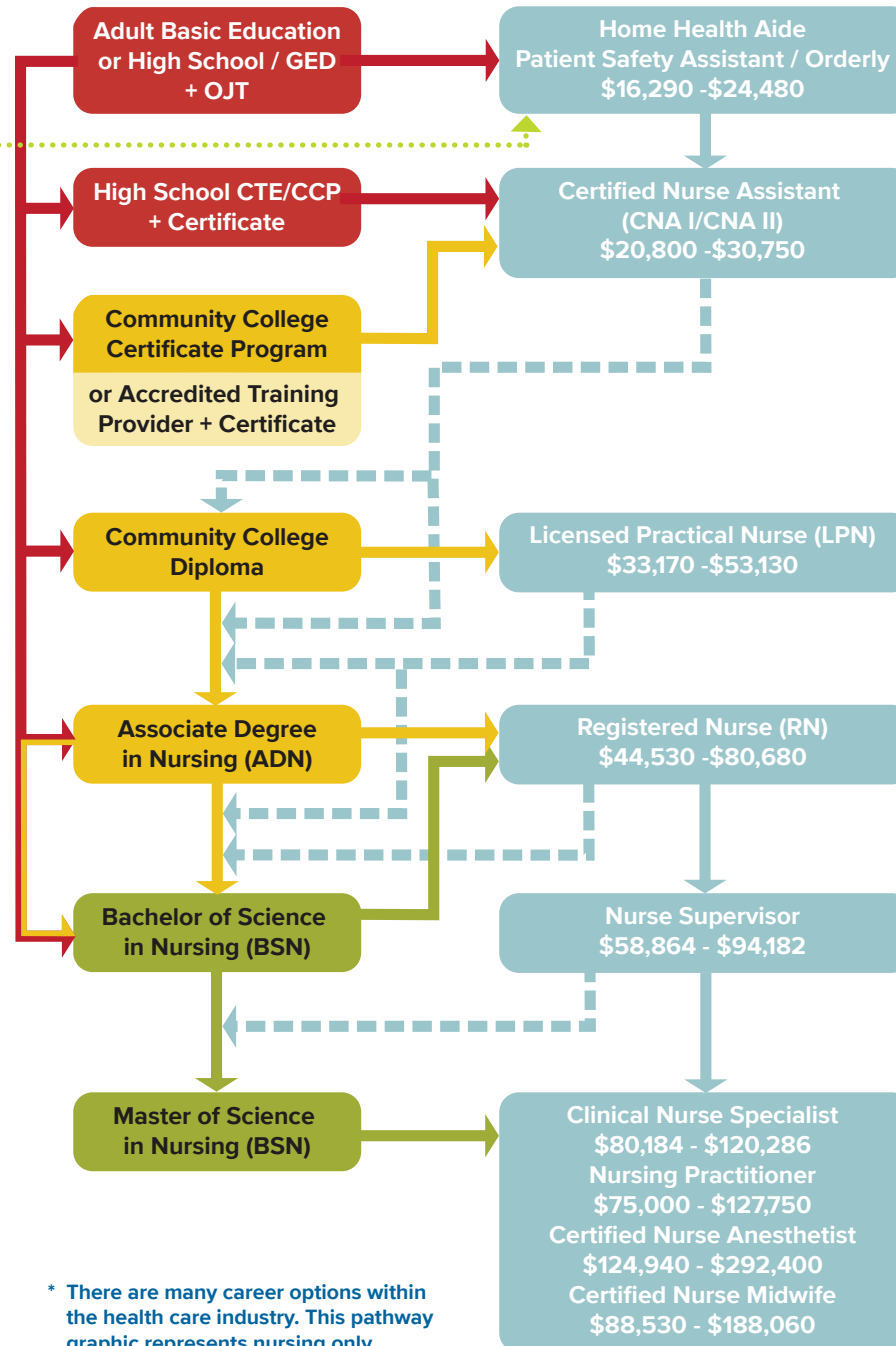 Adult Basic Education
or High School / GED
+ OJT
Home Health Aide
Patient Safety Assistant / Orderly
$16,290 -$24,480
High School CTE/CCP
+ Certificate
Certified Nurse Assistant
(CNA I/CNA II)
$20,800 -$30,750
Community College
Certificate Program
or Accredited Training
Provider + Certificate
Community College
Diploma
Licensed Practical Nurse (LPN)
$33,170 -$53,130
Associate Degree
in Nursing (ADN)
Registered Nurse (RN)
$44,530 -$80,680
Bachelor of Science
in Nursing (BSN)
Nurse Supervisor
$58,864 - $94,182
Master of Science
in Nursing (BSN)
Clinical Nurse Specialist
$80,184 - $120,286
Nursing Practitioner
$75,000 - $127,750
Certified Nurse Anesthetist
$124,940 - $292,400
Certified Nurse Midwife
$88,530 - $188,060
* There are many career options within
the health care industry. This pathway
graphic represents nursing only